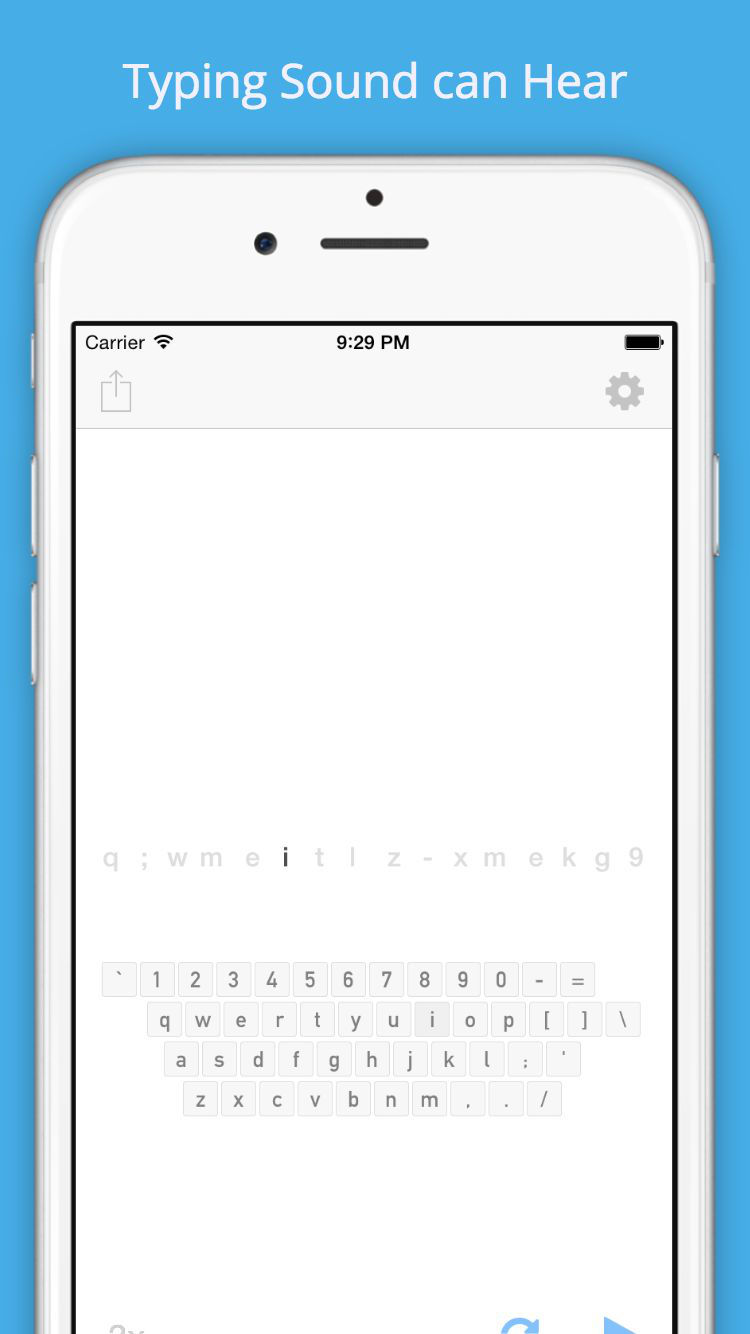 Typing Sound can Hear
Carrier 9:29 PM
q ; w m e i t l z - x m e k g 9
` 1 2 3 4 5 6 7 8 9 0 - =
q w e r t y u i o p [ ] \
a s d f g h j k l ; '
z x c v b n m , . /